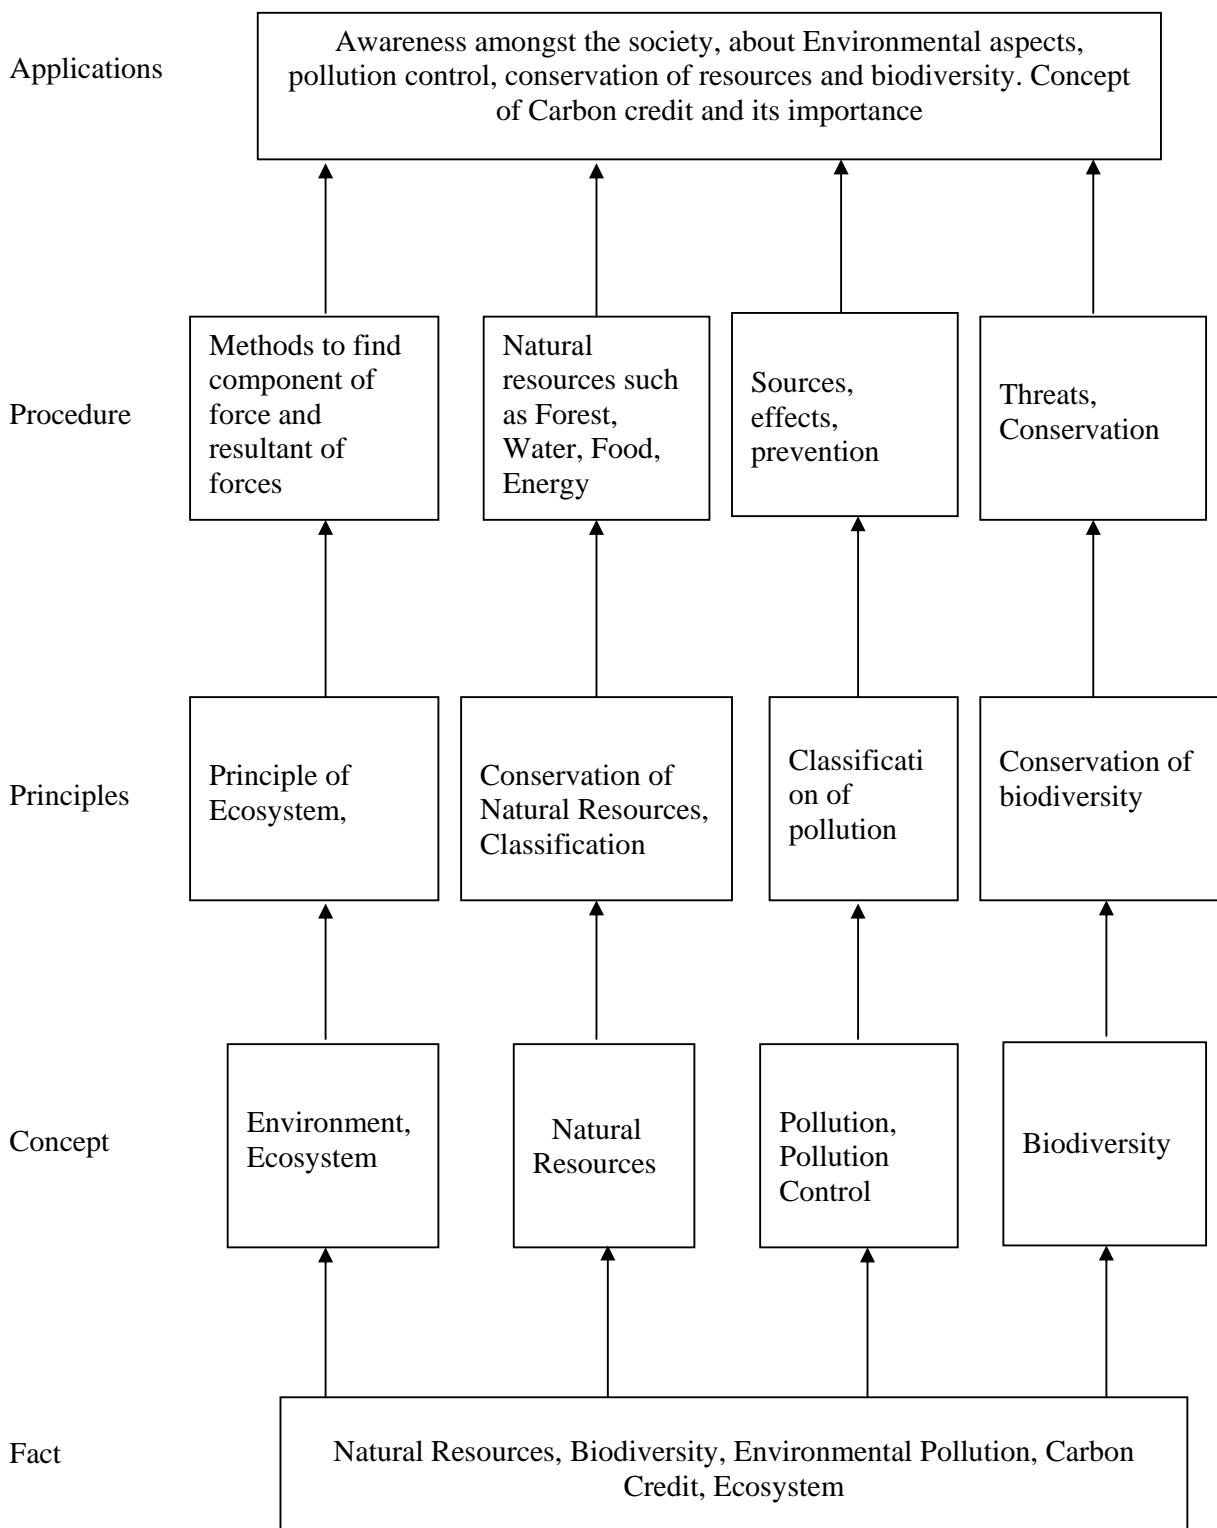 Applications
Awareness amongst the society, about Environmental aspects,
pollution control, conservation of resources and biodiversity. Concept
of Carbon credit and its importance
Procedure
Methods to find
component of
force and
resultant of
forces
Natural
resources such
as Forest,
Water, Food,
Energy
Sources,
effects,
prevention
Threats,
Conservation
Principles
Principle of
Ecosystem,
Conservation of
Natural Resources,
Classification
Classificati
on of
pollution
Conservation of
biodiversity
Concept
Environment,
Ecosystem
Natural
Resources
Pollution,
Pollution
Control
Biodiversity
Fact
Natural Resources, Biodiversity, Environmental Pollution, Carbon
Credit, Ecosystem